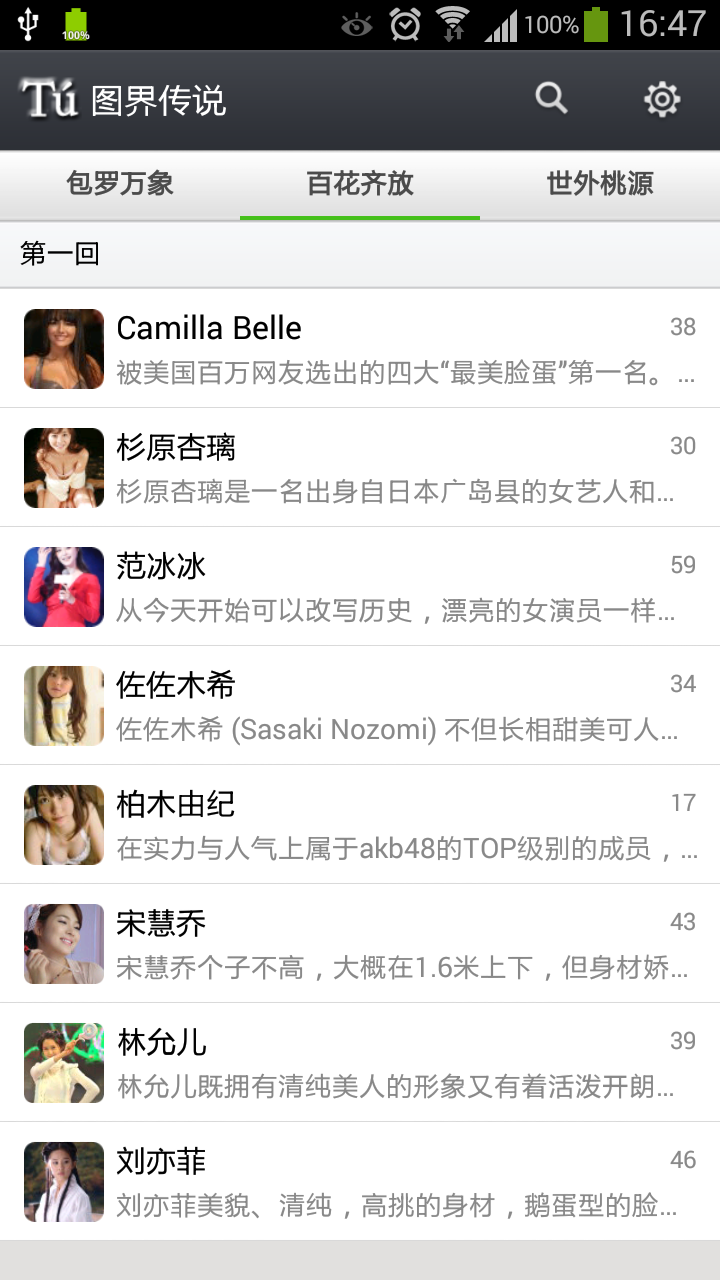 100%
100%
16:47
Tú 图界传说
包罗万象 百花齐放 世外桃源
第一回
Camilla Belle 38
被美国百万网友选出的四大“最美脸蛋”第一名。 ...
杉原杏璃 30
杉原杏璃是一名出身自日本广岛县的女艺人和...
范冰冰 59
从今天开始可以改写历史，漂亮的女演员一样...
佐佐木希 34
佐佐木希 (Sasaki Nozomi) 不但长相甜美可人...
柏木由纪 17
在实力与人气上属于akb48的TOP级别的成员，...
宋慧乔 43
宋慧乔个子不高，大概在1.6米上下，但身材娇...
林允儿 39
林允儿既拥有清纯美人的形象又有着活泼开朗...
刘亦菲 46
刘亦菲美貌、清纯，高挑的身材，鹅蛋型的脸...